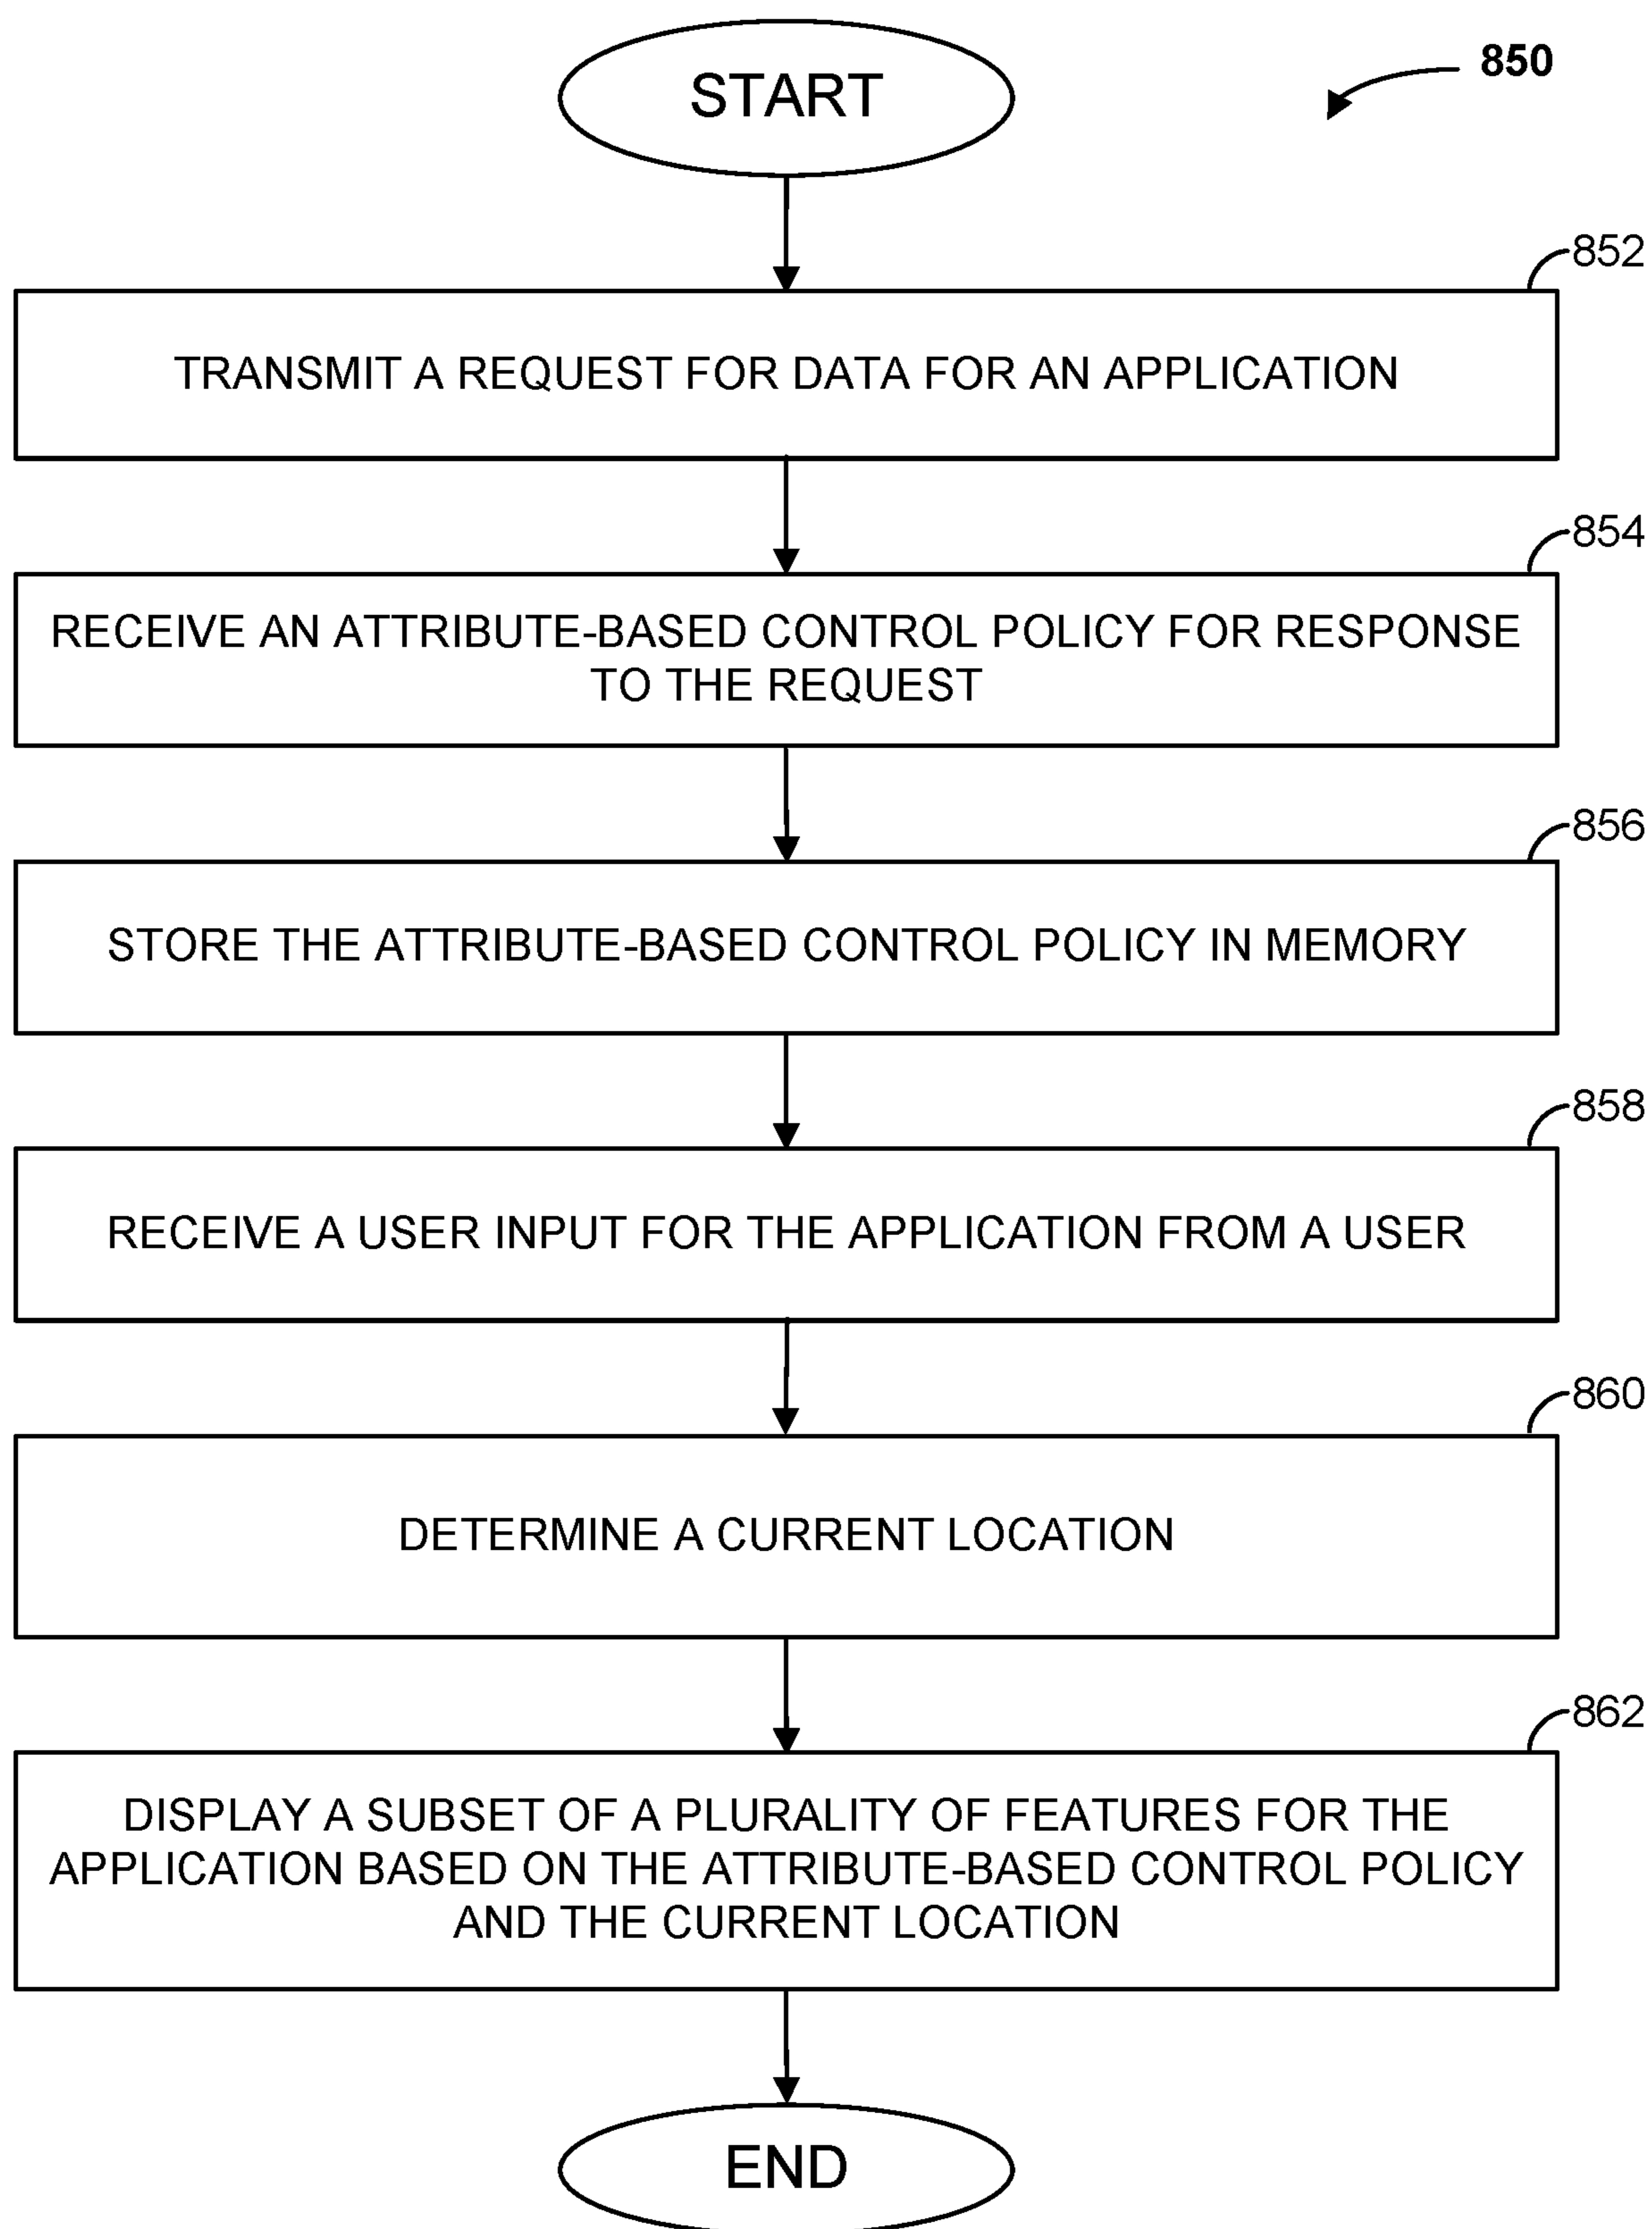 START
850
852
TRANSMIT A REQUEST FOR DATA FOR AN APPLICATION
854
RECEIVE AN ATTRIBUTE-BASED CONTROL POLICY FOR RESPONSE
TO THE REQUEST
856
STORE THE ATTRIBUTE-BASED CONTROL POLICY IN MEMORY
858
RECEIVE A USER INPUT FOR THE APPLICATION FROM A USER
860
DETERMINE A CURRENT LOCATION
862
DISPLAY A SUBSET OF A PLURALITY OF FEATURES FOR THE
APPLICATION BASED ON THE ATTRIBUTE-BASED CONTROL POLICY
AND THE CURRENT LOCATION
END